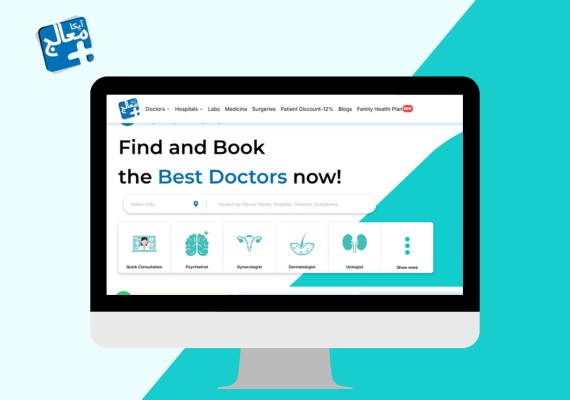 آپکا
معالج
آپکا
معالج
Doctors Hospitals Labs Medicine Surgeries Patient Discount-12% Blogs Family Health Plan NEW
Find and Book
the Best Doctors now!
Select City Search by Doctor Name, Hospital, Disease, Symptoms
Quick Consultation Psychiatrist Gynecologist Dermatologist Urologist Show more